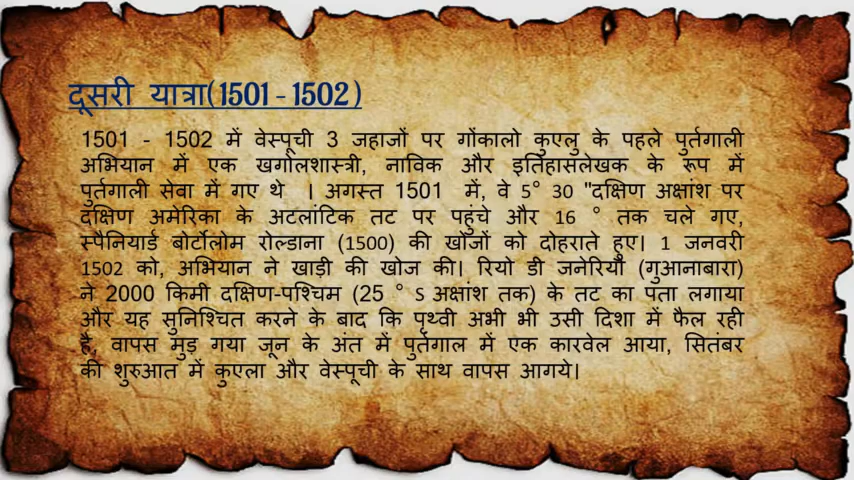 दूसरी यात्रा(1501 - 1502)
1501 - 1502 में वेस्पूची 3 जहाजों पर गोंकालो कुएलु के पहले पुर्तगाली
अभियान में एक खगोलशास्त्री, नाविक और इतिहासलेखक के रूप में
पुर्तगाली सेवा में गए थे । अगस्त 1501 में, वे 5° 30 "दक्षिण अक्षांश पर
दक्षिण अमेरिका के अटलांटिक तट पर पहुंचे और 16 ° तक चले गए,
स्पैनियार्ड बोर्टोलोम रोल्डाना (1500) की खोजों को दोहराते हुए। 1 जनवरी
1502 को, अभियान ने खाड़ी की खोज की। रियो डी जनेरियो (गुआनाबारा)
ने 2000 किमी दक्षिण-पश्चिम (25 ° S अक्षांश तक) के तट का पता लगाया
और यह सुनिश्चित करने के बाद कि पृथ्वी अभी भी उसी दिशा में फैल रही
है, वापस मुड़ गया जून के अंत में पुर्तगाल में एक कारवेल आया, सितंबर
की शुरुआत में कुएला और वेस्पूची के साथ वापस आगये।